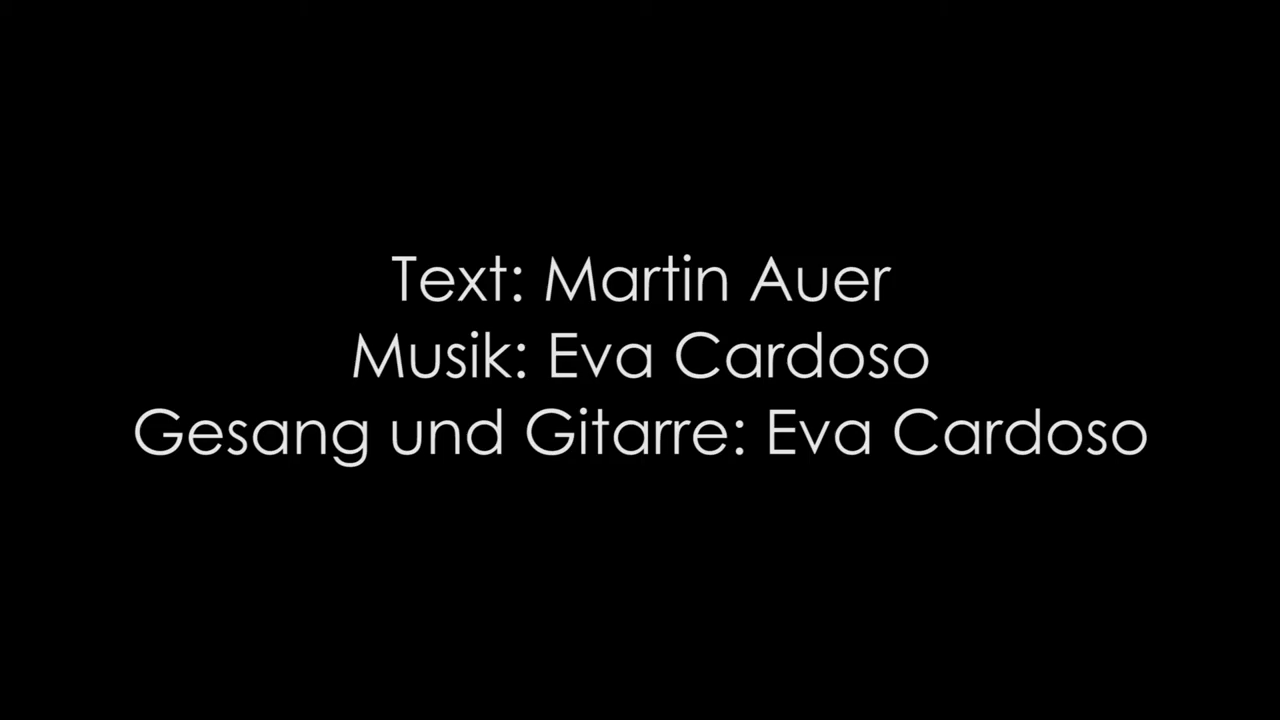 Text: Martin Auer
Musik: Eva Cardoso
Gesang und Gitarre: Eva Cardoso